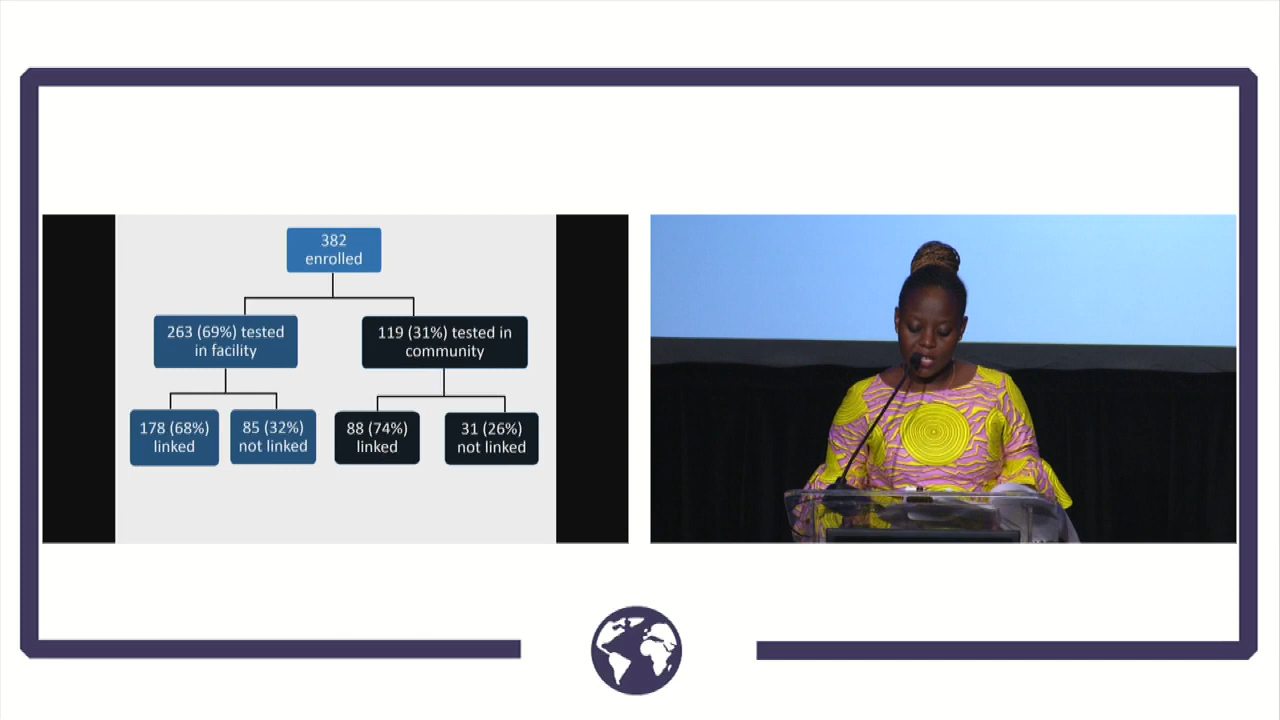 382
enrolled
263 (69%) tested
in facility
119 (31%) tested in
community
178 (68%)
linked
85 (32%)
not linked
88 (74%)
linked
31 (26%)
not linked